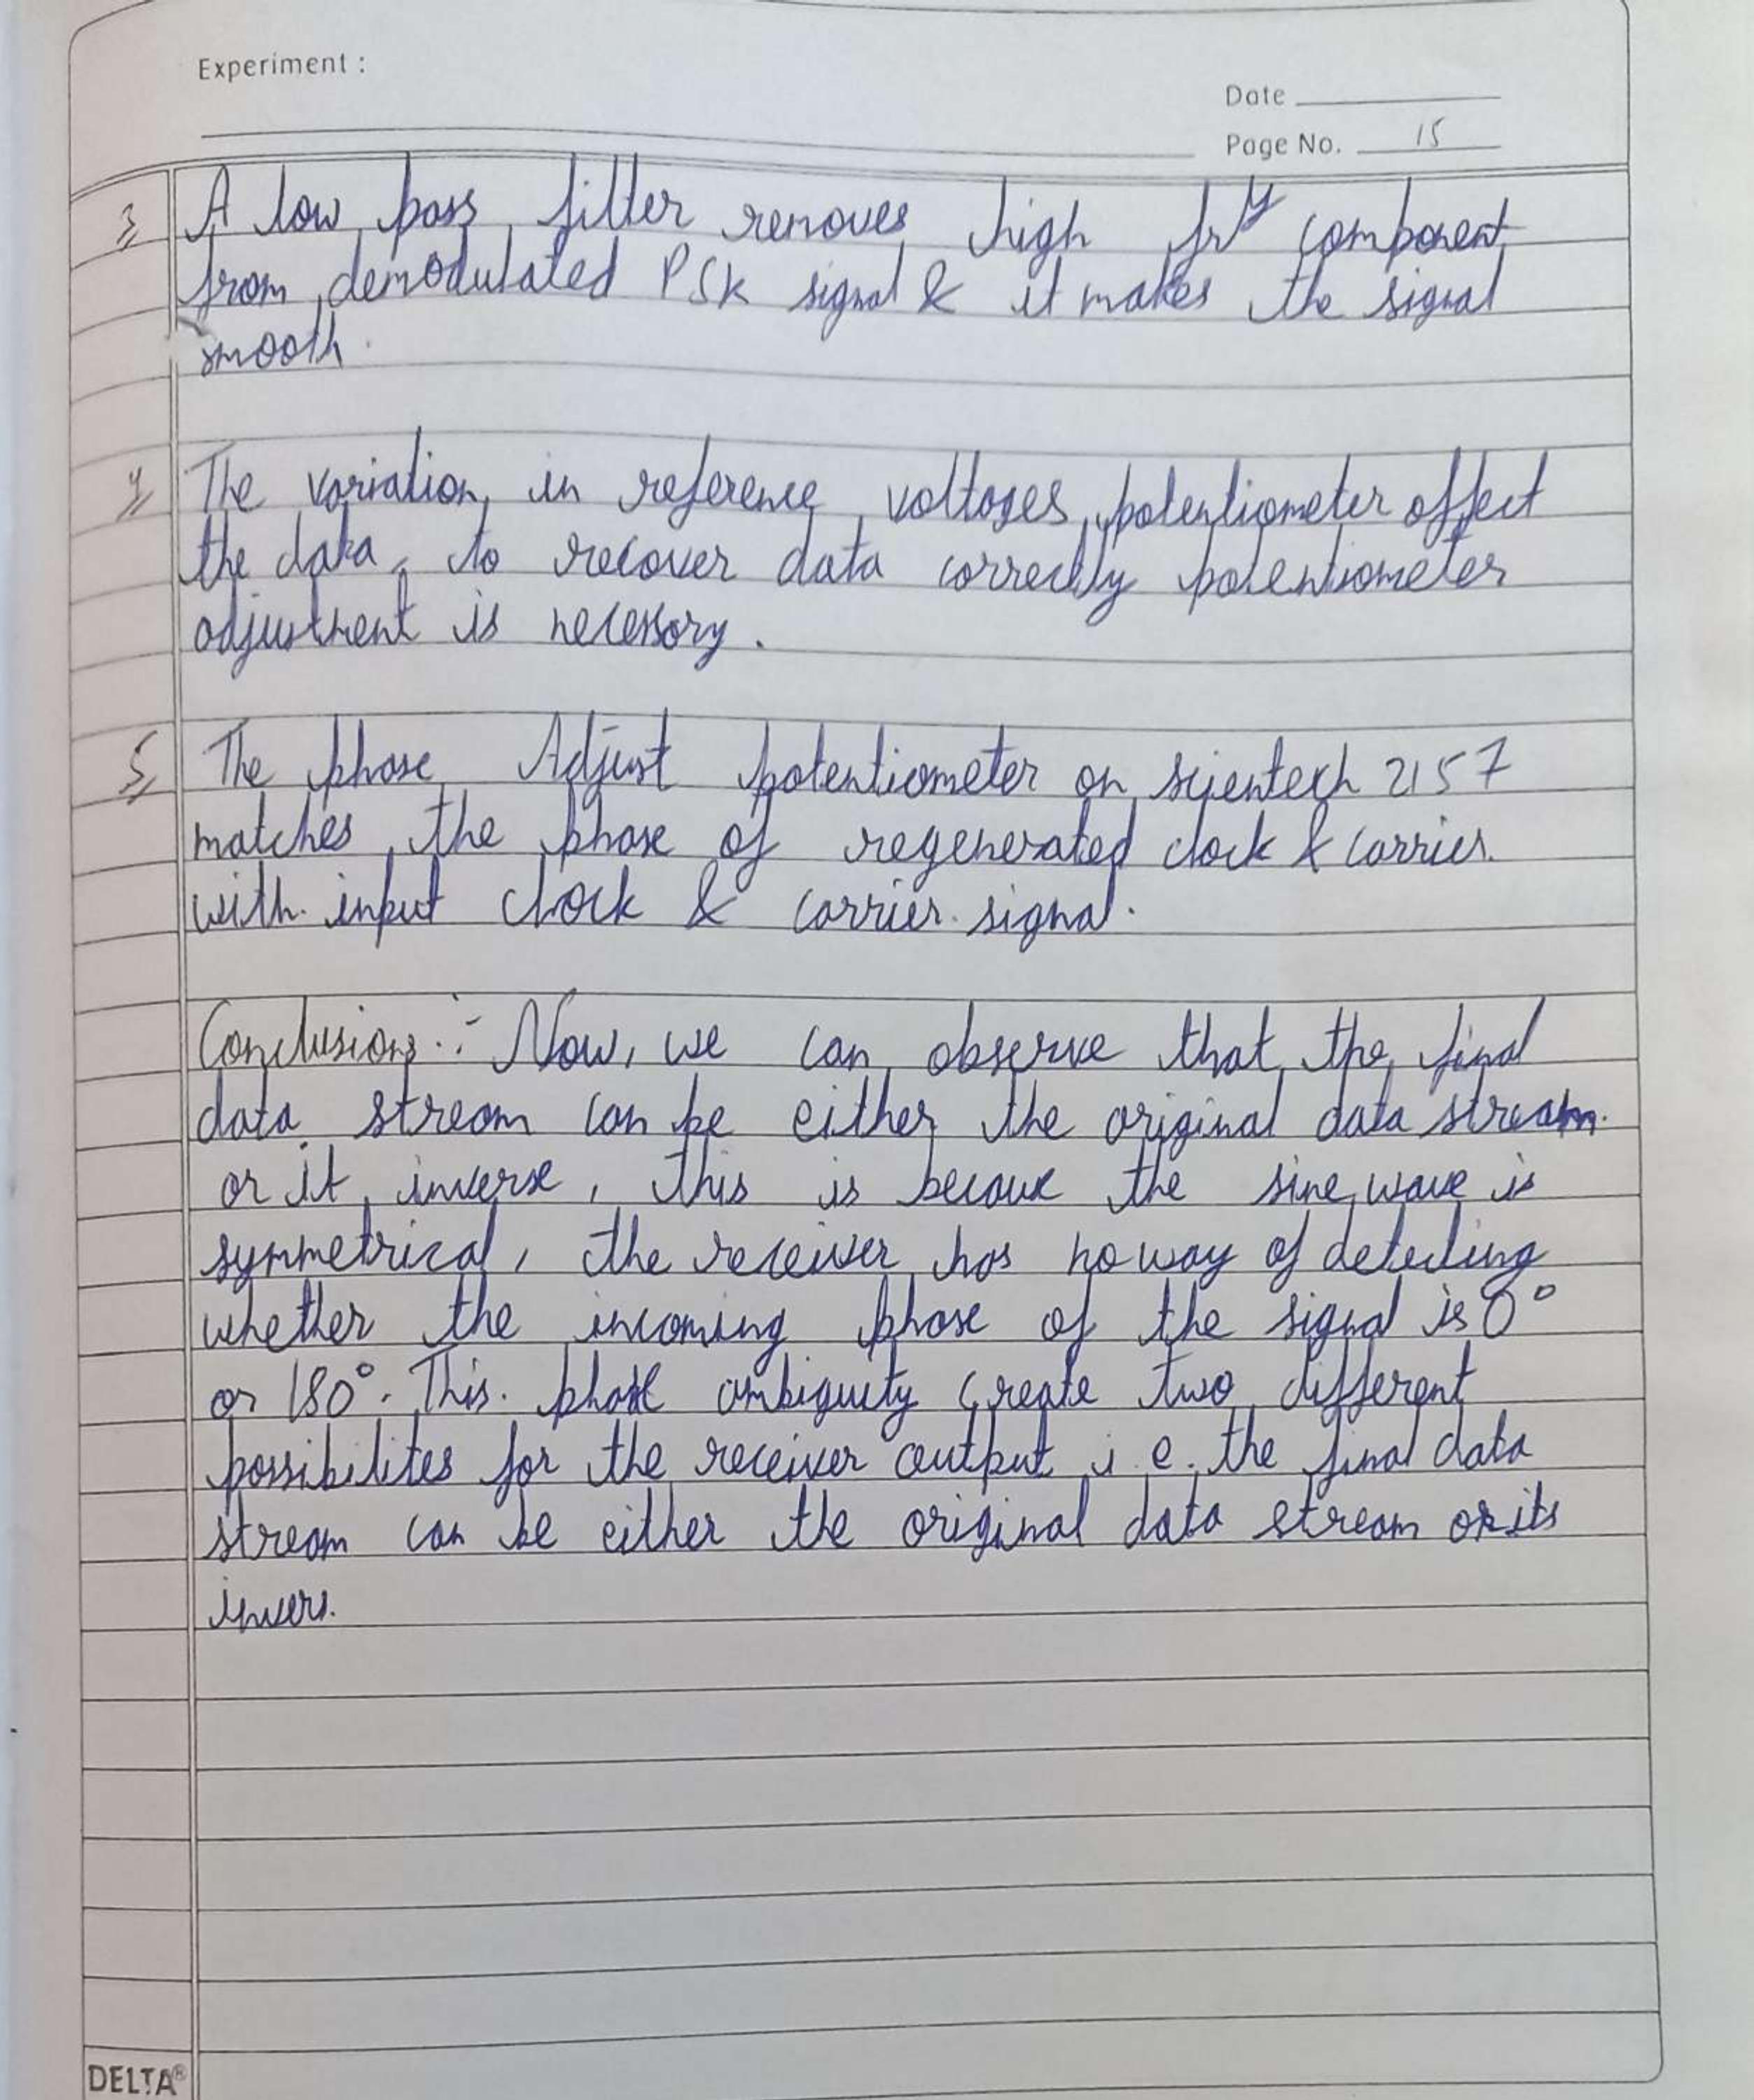 Experiment :
Date
Page No. 15
3, A low pass filter removes high frʸ component
from demodulated PSK signal & it makes the signal
smooth.
4, The variation in reference voltages potentiometer affect
the data, to recover data correctly potentiometer
adjustment is necessory.
5, The phase Adjust potentiometer on scientech 2157
matches the phase of regenerated clock & carrier.
with input clock & carrier signal.
Conclusion :- Now, we can observe that the final
data stream can be either the original data stream.
or it inverse, this is becaue the sine wave is
symmetrical, the receiver has no way of detecting
whether the incoming phase of the signal is 0°
or 180°. This. phase ambiguity create two different
possibilites for the receiver output i.e. the final data
stream can be either the original data stream or its
invers.
DELTA®